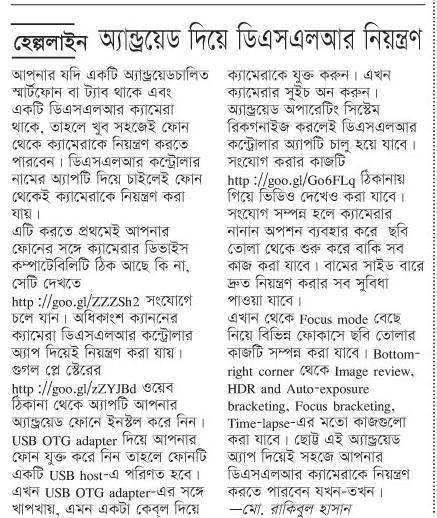 হেল্পলাইন অ্যান্ড্রয়েড দিয়ে ডিএসএলআর নিয়ন্ত্রণ
আপনার যদি একটি অ্যান্ড্রয়েডচালিত
স্মার্টফোন বা ট্যাব থাকে এবং
একটি ডিএসএলআর ক্যামেরা
থাকে, তাহলে খুব সহজেই ফোন
থেকে ক্যামেরাকে নিয়ন্ত্রণ করতে
পারবেন। ডিএসএলআর কন্ট্রোলার
নামের অ্যাপটি দিয়ে চাইলেই ফোন
থেকেই ক্যামেরাকে নিয়ন্ত্রণ করা
যায়।
এটি করতে প্রথমেই আপনার
ফোনের সঙ্গে ক্যামেরার ডিভাইস
কম্পাটেবিলিটি ঠিক আছে কি না,
সেটি দেখতে
http ://goo.gl/ZZZSh2 সংযোগে
চলে যান। অধিকাংশ ক্যাননের
ক্যামেরা ডিএসএলআর কন্ট্রোলার
অ্যাপ দিয়েই নিয়ন্ত্রণ করা যায়।
গুগল প্লে স্টোরের
http ://goo.gl/zZYJBd ওয়েব
ঠিকানা থেকে অ্যাপটি আপনার
অ্যান্ড্রয়েড ফোনে ইনস্টল করে নিন।
USB OTG adapter দিয়ে আপনার
ফোন যুক্ত করে নিন তাহলে ফোনটি
একটি USB host-এ পরিণত হবে।
এখন USB OTG adapter-এর সঙ্গে
খাপখায়, এমন একটা কেব্‌ল দিয়ে
ক্যামেরাকে যুক্ত করুন। এখন
ক্যামেরার সুইচ অন করুন।
অ্যান্ড্রয়েড অপারেটিং সিস্টেম
রিকগনাইজ করলেই ডিএসএলআর
কন্ট্রোলার অ্যাপটি চালু হয়ে যাবে।
সংযোগ করার কাজটি
http ://goo.gl/Go6FLq ঠিকানায়
গিয়ে ভিডিও দেখেও করা যাবে।
সংযোগ সম্পন্ন হলে ক্যামেরার
নানান অপশন ব্যবহার করে ছবি
তোলা থেকে শুরু করে বাকি সব
কাজ করা যাবে। বামের সাইড বারে
দ্রুত নিয়ন্ত্রণ করার সব সুবিধা
পাওয়া যাবে।
এখান থেকে Focus mode বেছে
নিয়ে বিভিন্ন ফোকাসে ছবি তোলার
কাজটি সম্পন্ন করা যাবে। Bottom-
right corner থেকে Image review,
HDR and Auto-exposure
bracketing, Focus bracketing,
Time-lapse-এর মতো কাজগুলো
করা যাবে। ছোট্ট এই অ্যান্ড্রয়েড
অ্যাপ দিয়েই সহজে আপনার
ডিএসএলআর ক্যামেরাকে নিয়ন্ত্রণ
করতে পারবেন যখন-তখন।
—মো. রাকিবুল হাসান